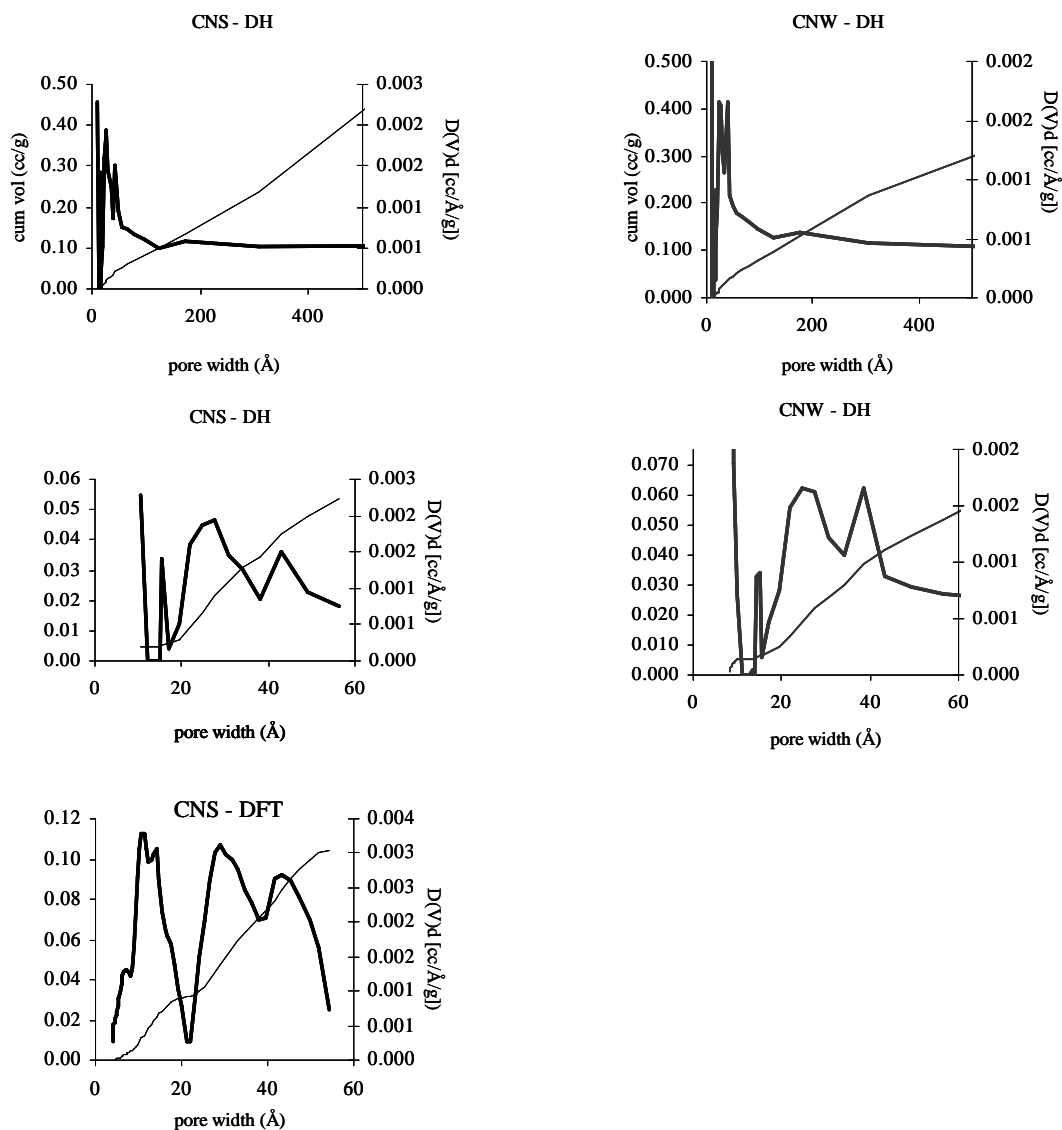 CNS - DH
0.50
0.40
0.30
0.20
0.10
0.00
cum vol (cc/g)
0.003
0.002
0.002
0.001
0.001
0.000
D(V)d [cc/Å/g])
0 200 400
pore width (Å)
CNW - DH
0.500
0.400
0.300
0.200
0.100
0.000
cum vol (cc/g)
0.002
0.002
0.001
0.001
0.000
D(V)d [cc/Å/g])
0 200 400
pore width (Å)
CNS - DH
0.06
0.05
0.04
0.03
0.02
0.01
0.00
0.003
0.002
0.002
0.001
0.001
0.000
D(V)d [cc/Å/g])
0 20 40 60
pore width (Å)
CNW - DH
0.070
0.060
0.050
0.040
0.030
0.020
0.010
0.000
0.002
0.002
0.001
0.001
0.000
D(V)d [cc/Å/g])
0 20 40 60
pore width (Å)
CNS - DFT
0.12
0.10
0.08
0.06
0.04
0.02
0.00
0.004
0.003
0.003
0.002
0.002
0.001
0.001
0.000
D(V)d [cc/Å/g])
0 20 40 60
pore width (Å)